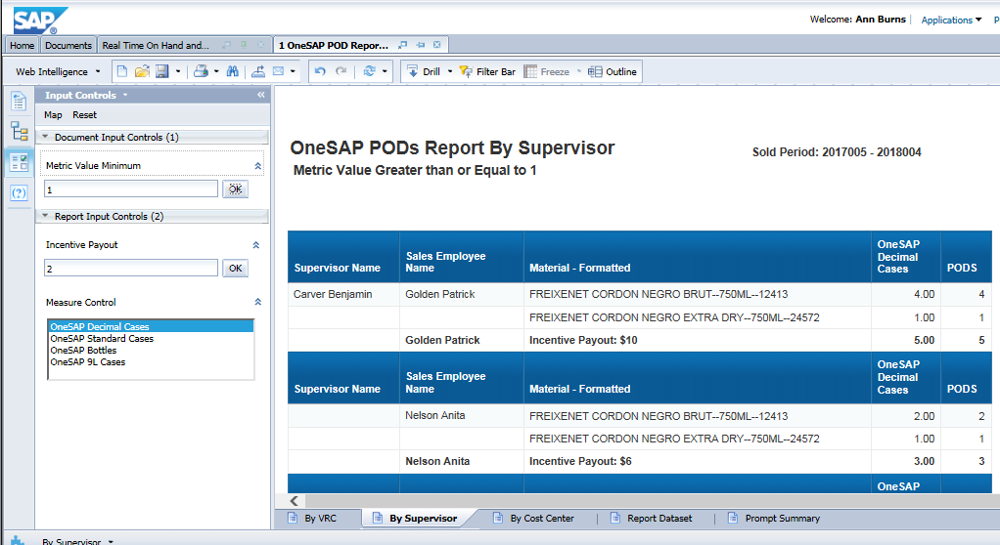 SAP
Welcome: Ann Burns
Applications
P
Home
Documents
Real Time On Hand and...
1 OneSAP POD Repor...
Web Intelligence
Drill
Filter Bar
Freeze
Outline
Input Controls
Map Reset
Document Input Controls (1)
Metric Value Minimum
1
OK
Report Input Controls (2)
Incentive Payout
2
OK
Measure Control
OneSAP Decimal Cases
OneSAP Standard Cases
OneSAP Bottles
OneSAP 9L Cases
OneSAP PODs Report By Supervisor
Sold Period: 2017005 - 2018004
Metric Value Greater than or Equal to 1
Supervisor Name Sales Employee Name Material - Formatted OneSAP Decimal Cases PODS
Carver Benjamin Golden Patrick FREIXENET CORDON NEGRO BRUT--750ML--12413 4.00 4
FREIXENET CORDON NEGRO EXTRA DRY--750ML--24572 1.00 1
Golden Patrick Incentive Payout: $10 5.00 5
Supervisor Name Sales Employee Name Material - Formatted OneSAP Decimal Cases PODS
Nelson Anita FREIXENET CORDON NEGRO BRUT--750ML--12413 2.00 2
FREIXENET CORDON NEGRO EXTRA DRY--750ML--24572 1.00 1
Nelson Anita Incentive Payout: $6 3.00 3
OneSAP
By VRC
By Supervisor
By Cost Center
Report Dataset
Prompt Summary
By Supervisor